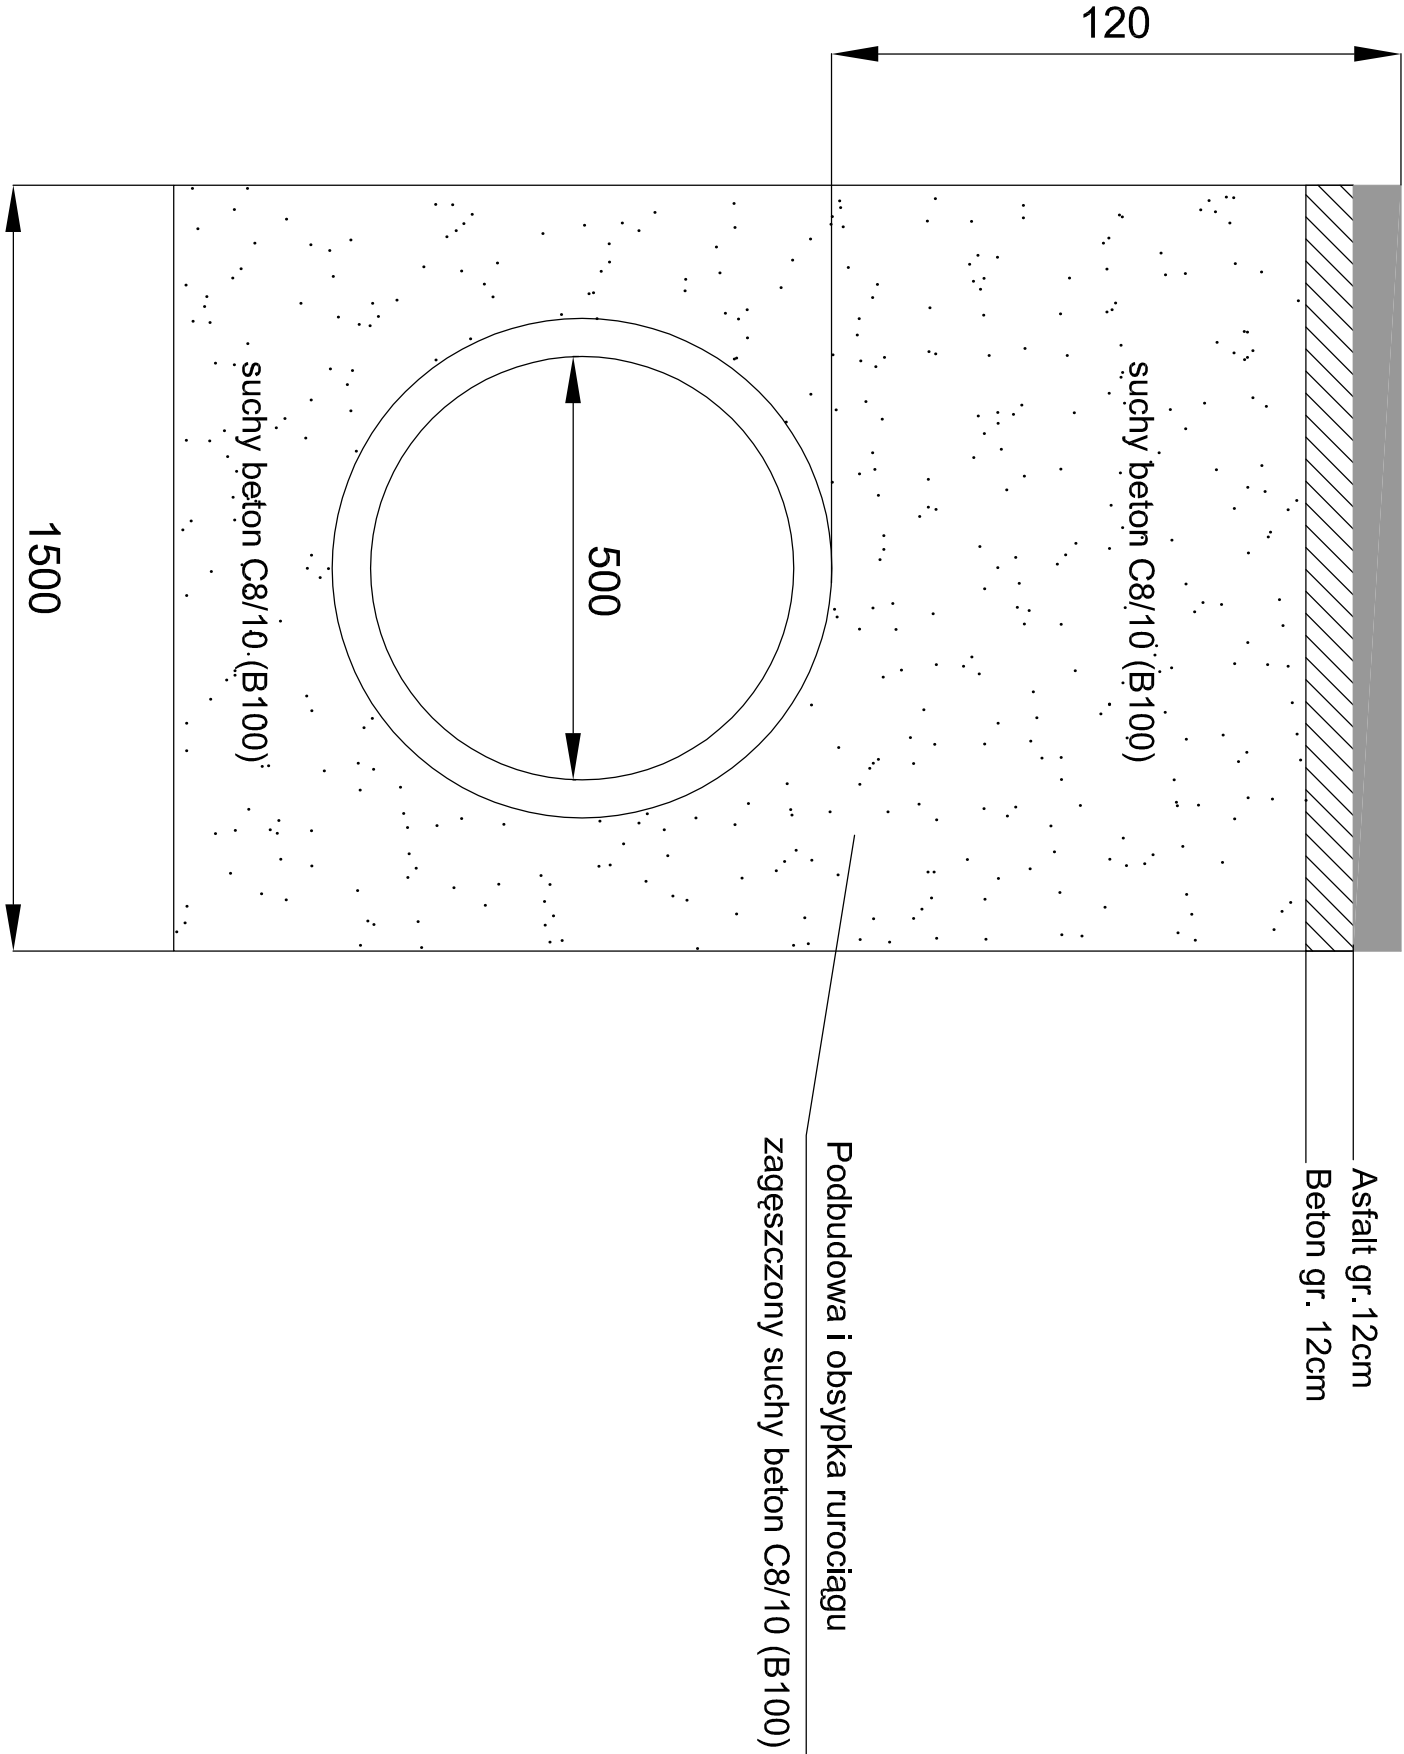 120
Asfalt gr.12cm
Beton gr. 12cm
suchy beton C8/10 (B100)
Podbudowa i obsypka rurociągu
zagęszczony suchy beton C8/10 (B100)
500
suchy beton C8/10 (B100)
1500